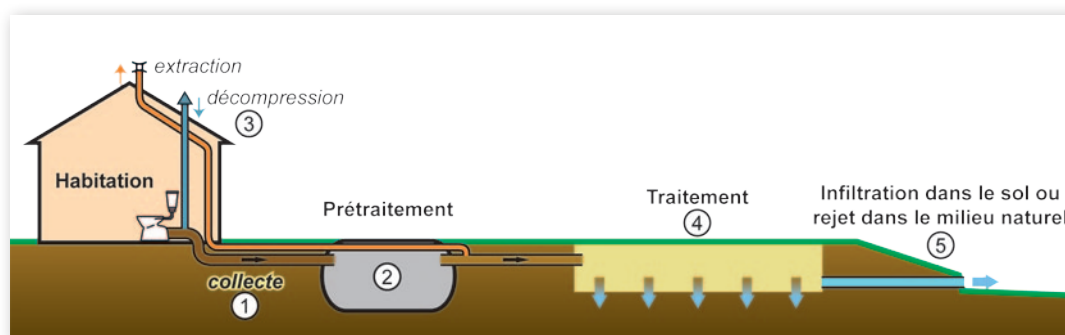 extraction
décompression
3
Habitation
Prétraitement
Traitement
4
Infiltration dans le sol ou
rejet dans le milieu naturel
5
2
collecte
1